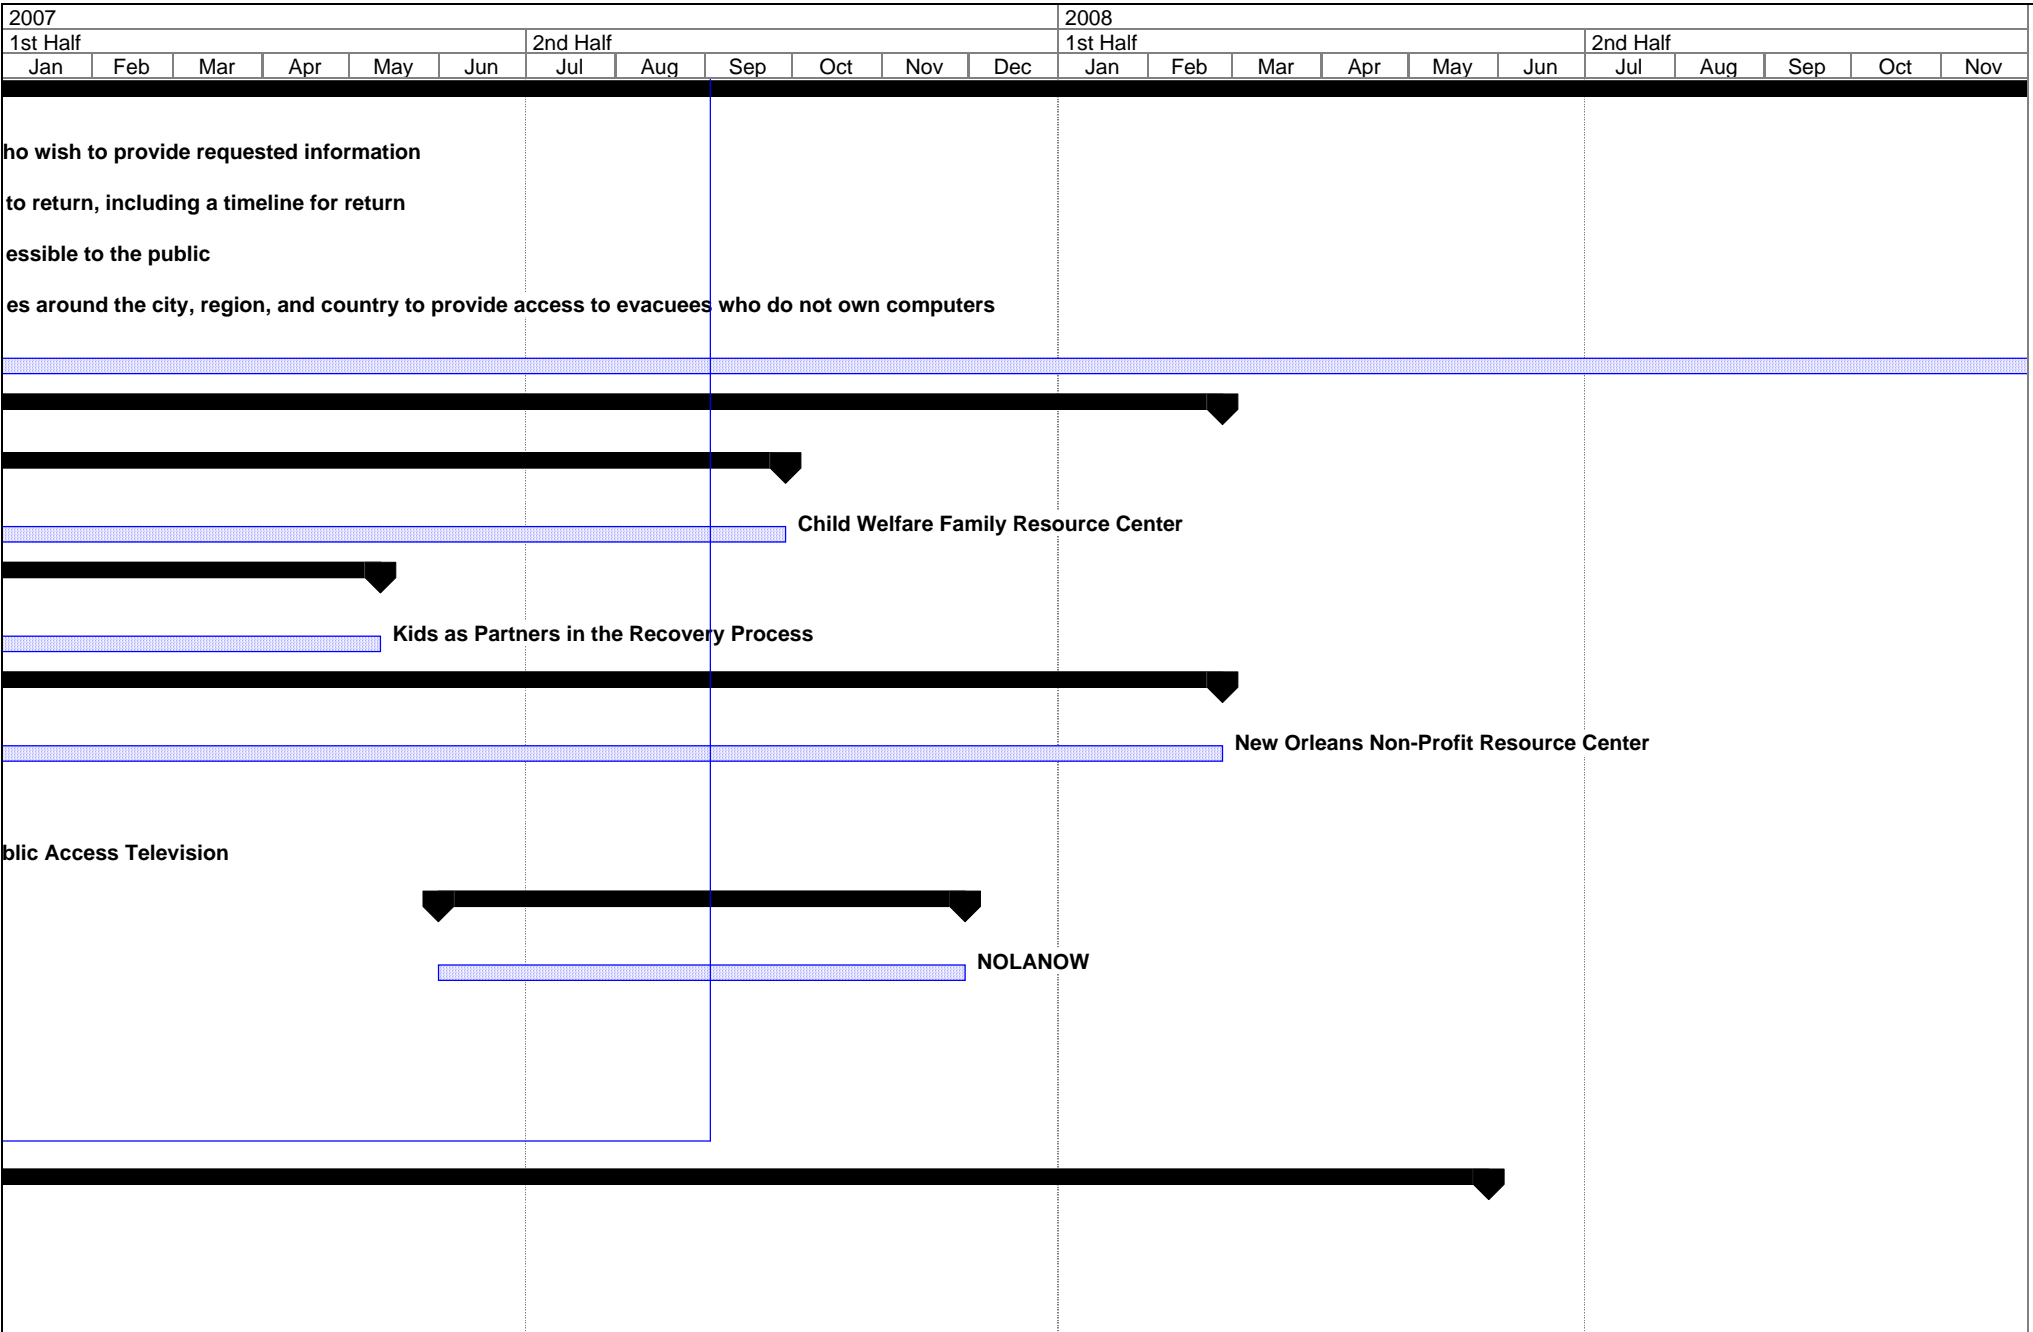 2007 2008
1st Half 2nd Half 1st Half 2nd Half
Jan Feb Mar Apr May Jun Jul Aug Sep Oct Nov Dec Jan Feb Mar Apr May Jun Jul Aug Sep Oct Nov
ho wish to provide requested information
to return, including a timeline for return
essible to the public
es around the city, region, and country to provide access to evacuees who do not own computers
Child Welfare Family Resource Center
Kids as Partners in the Recovery Process
New Orleans Non-Profit Resource Center
blic Access Television
NOLANOW